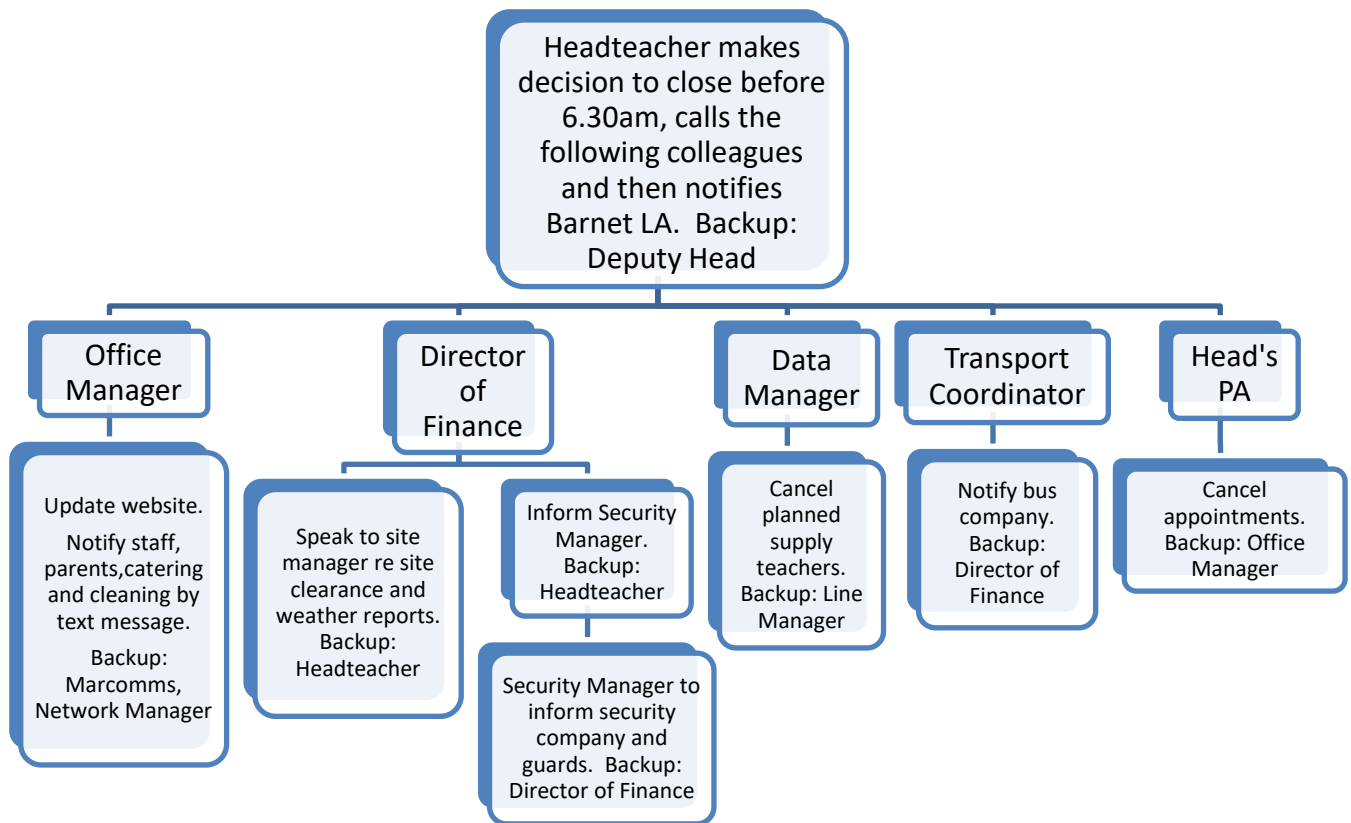 Headteacher makes
decision to close before
6.30am, calls the
following colleagues
and then notifies
Barnet LA.  Backup:
Deputy Head
Office
Manager
Update website.
Notify staff,
parents,catering
and cleaning by
text message.
Backup:
Marcomms,
Network Manager
Director
of
Finance
Speak to site
manager re site
clearance and
weather reports.
Backup:
Headteacher
Inform Security
Manager.
Backup:
Headteacher
Security Manager to
inform security
company and
guards.  Backup:
Director of Finance
Data
Manager
Cancel
planned
supply
teachers.
Backup: Line
Manager
Transport
Coordinator
Notify bus
company.
Backup:
Director of
Finance
Head's
PA
Cancel
appointments.
Backup: Office
Manager